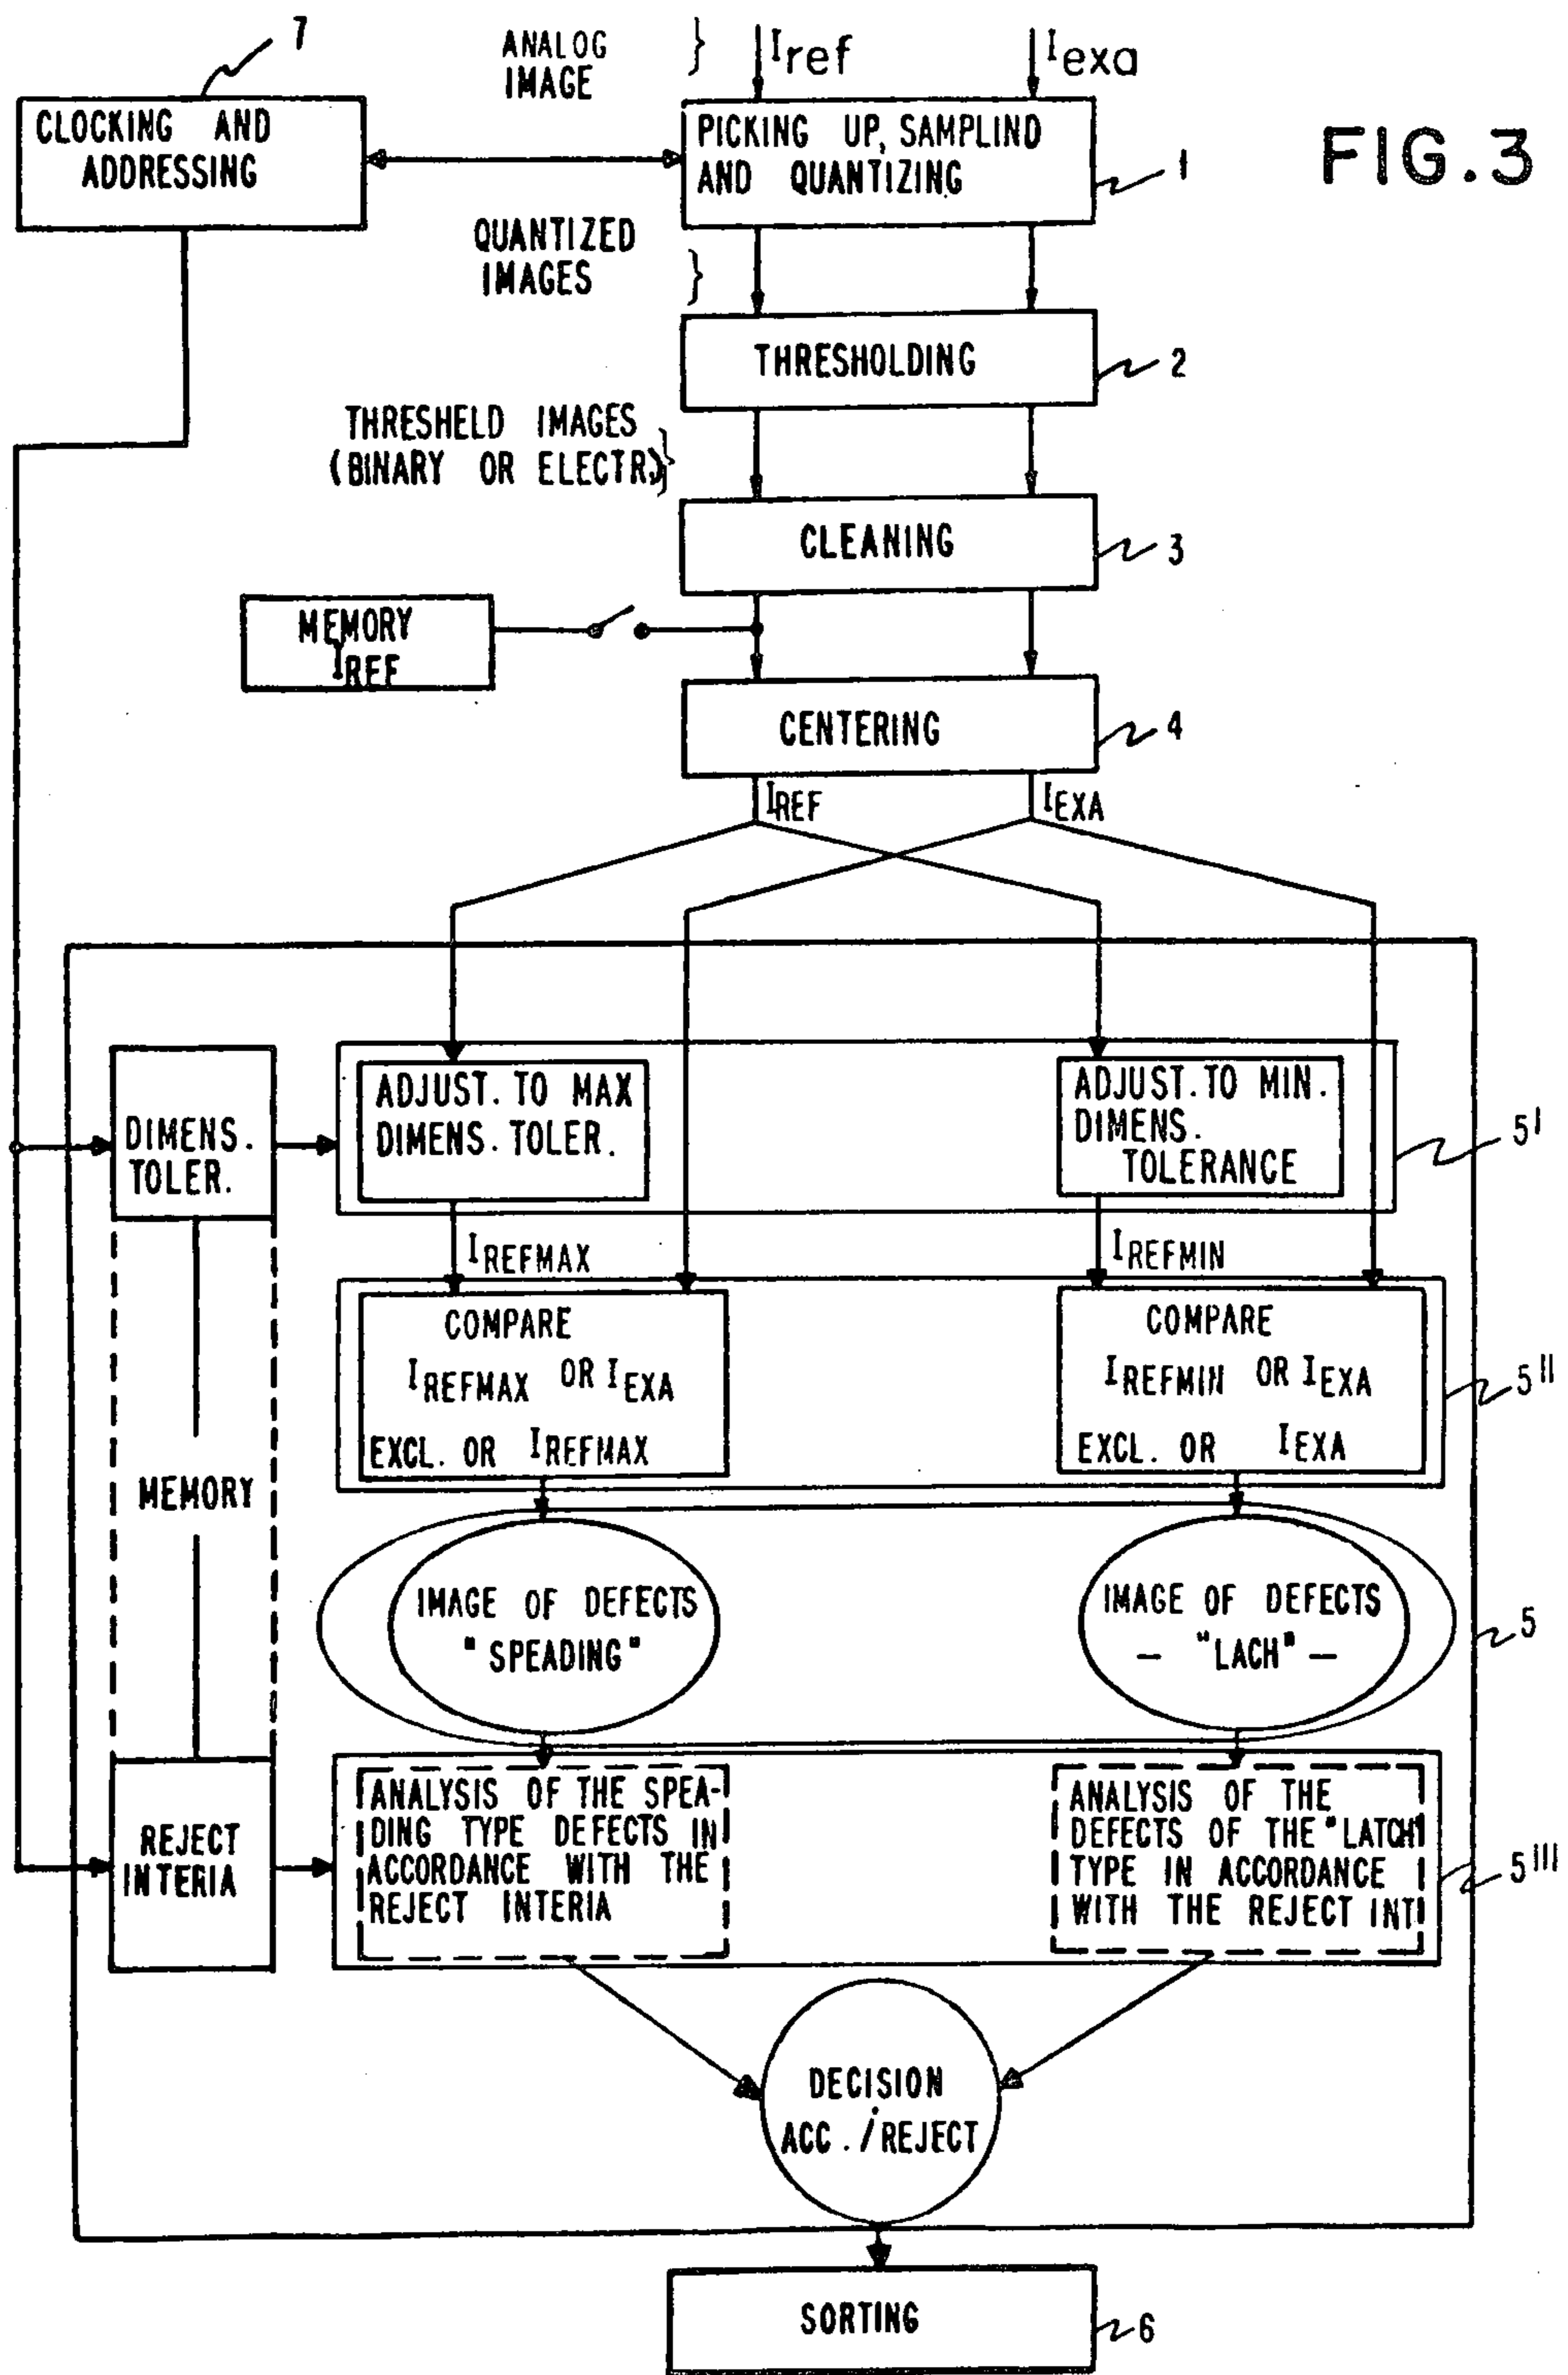 7
ANALOG
IMAGE
}
Iref
Iexa
CLOCKING AND
ADDRESSING
PICKING UP, SAMPLIND
AND QUANTIZING
1
FIG.3
QUANTIZED
IMAGES
}
THRESHOLDING
2
THRESHELD IMAGES
(BINARY OR ELECTR)
}
CLEANING
3
MEMORY
IREF
CENTERING
4
IREF
IEXA
DIMENS.
TOLER.
ADJUST. TO MAX
DIMENS. TOLER.
ADJUST. TO MIN.
DIMENS.
TOLERANCE
5I
IREFMAX
IREFMIN
COMPARE
IREFMAX OR IEXA
EXCL. OR IREFMAX
COMPARE
IREFMIN OR IEXA
EXCL. OR IEXA
5II
MEMORY
IMAGE OF DEFECTS
"SPEADING"
IMAGE OF DEFECTS
- "LACH" -
5
REJECT
INTERIA
ANALYSIS OF THE SPEA-
DING TYPE DEFECTS IN
ACCORDANCE WITH THE
REJECT INTERIA
ANALYSIS OF THE
DEFECTS OF THE "LATCH"
TYPE IN ACCORDANCE
WITH THE REJECT INT
5III
DECISION
ACC./REJECT
SORTING
6